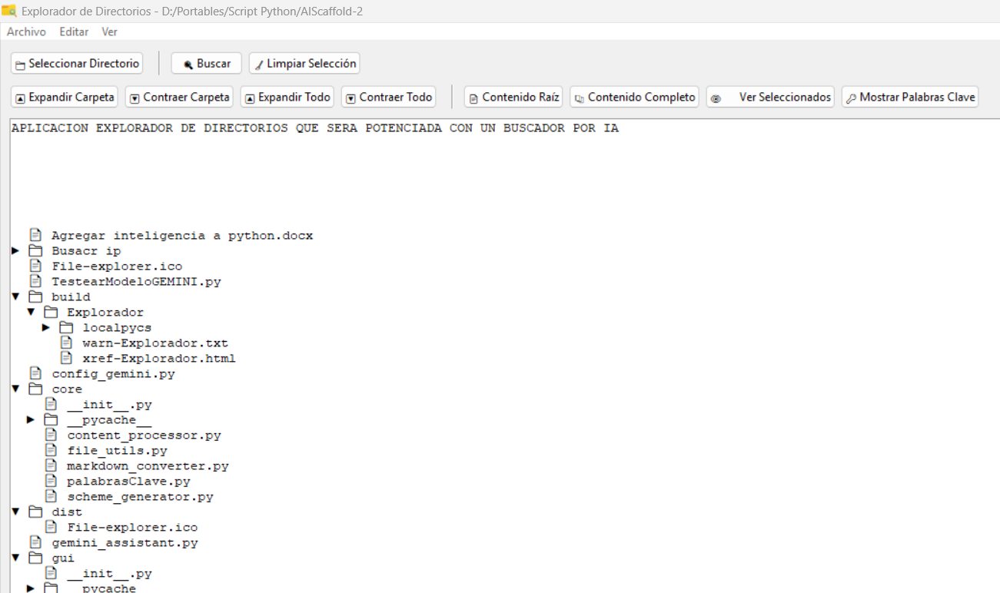 Explorador de Directorios - D:/Portables/Script Python/AIScaffold-2
Archivo Editar Ver
Seleccionar Directorio Buscar Limpiar Selección
Expandir Carpeta Contraer Carpeta Expandir Todo Contraer Todo Contenido Raíz Contenido Completo Ver Seleccionados Mostrar Palabras Clave
APLICACION EXPLORADOR DE DIRECTORIOS QUE SERA POTENCIADA CON UN BUSCADOR POR IA
Agregar inteligencia a python.docx
Busacr ip
File-explorer.ico
TestearModeloGEMINI.py
build
Explorador
localpycs
warn-Explorador.txt
xref-Explorador.html
config_gemini.py
core
__init__.py
__pycache__
content_processor.py
file_utils.py
markdown_converter.py
palabrasClave.py
scheme_generator.py
dist
File-explorer.ico
gemini_assistant.py
gui
__init__.py
pycache